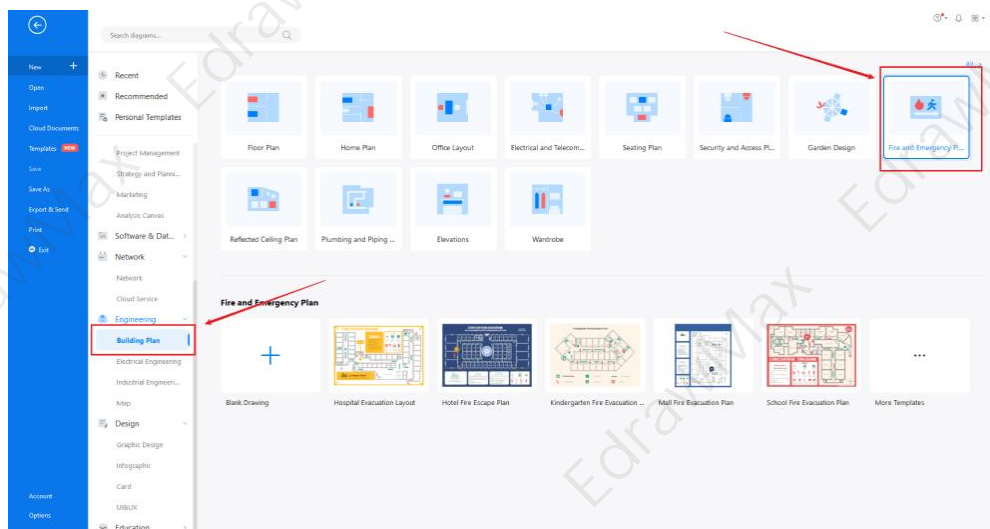 Search diagrams...
New +
Open
Import
Cloud Documents
Templates NEW
Save
Save As
Export & Send
Print
Exit
Account
Options
Recent
Recommended
Personal Templates
Project Management
Strategy and Planni...
Marketing
Analysis Canvas
Software & Dat...
Network
Network
Cloud Service
Engineering
Building Plan
Electrical Engineering
Industrial Engineeri...
Map
Design
Graphic Design
Infographic
Card
UI&UX
Education
All
Floor Plan
Home Plan
Office Layout
Electrical and Telecom...
Seating Plan
Security and Access Pl...
Garden Design
Fire and Emergency Pl...
Reflected Ceiling Plan
Plumbing and Piping ...
Elevations
Wardrobe
Fire and Emergency Plan
Blank Drawing
Hospital Evacuation Layout
Hotel Fire Escape Plan
Kindergarten Fire Evacuation ...
Mall Fire Evacuation Plan
School Fire Evacuation Plan
More Templates
EdrawMax
EdrawMax
EdrawMax